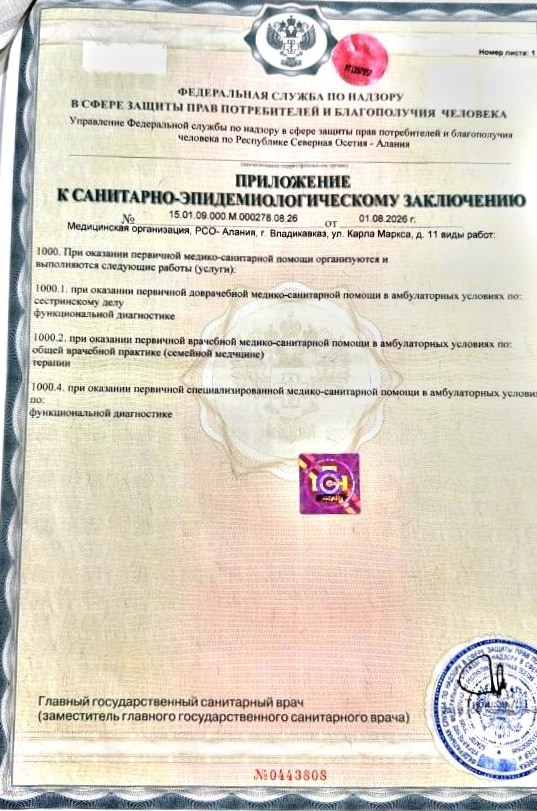 Номер листа: 1
ФЕДЕРАЛЬНАЯ СЛУЖБА ПО НАДЗОРУ
В СФЕРЕ ЗАЩИТЫ ПРАВ ПОТРЕБИТЕЛЕЙ И БЛАГОПОЛУЧИЯ ЧЕЛОВЕКА
Управление Федеральной службы по надзору в сфере защиты прав потребителей и благополучия
человека по Республике Северная Осетия - Алания
ПРИЛОЖЕНИЕ
К САНИТАРНО-ЭПИДЕМИОЛОГИЧЕСКОМУ ЗАКЛЮЧЕНИЮ
№ 15.01.09.000.М.000278.08.26 от 01.08.2026 г.
Медицинская организация, РСО- Алания, г. Владикавказ, ул. Карла Маркса, д. 11 виды работ:
1000. При оказании первичной медико-санитарной помощи организуются и
выполняются следующие работы (услуги):
1000.1. при оказании первичной доврачебной медико-санитарной помощи в амбулаторных условиях по:
сестринскому делу
функциональной диагностике
1000.2. при оказании первичной врачебной медико-санитарной помощи в амбулаторных условиях по:
общей врачебной практике (семейной медчцине)
терапии
1000.4. при оказании первичной специализированной медико-санитарной помощи в амбулаторных условиях
по:
функциональной диагностике
Главный государственный санитарный врач
(заместитель главного государственного санитарного врача)
№0443808